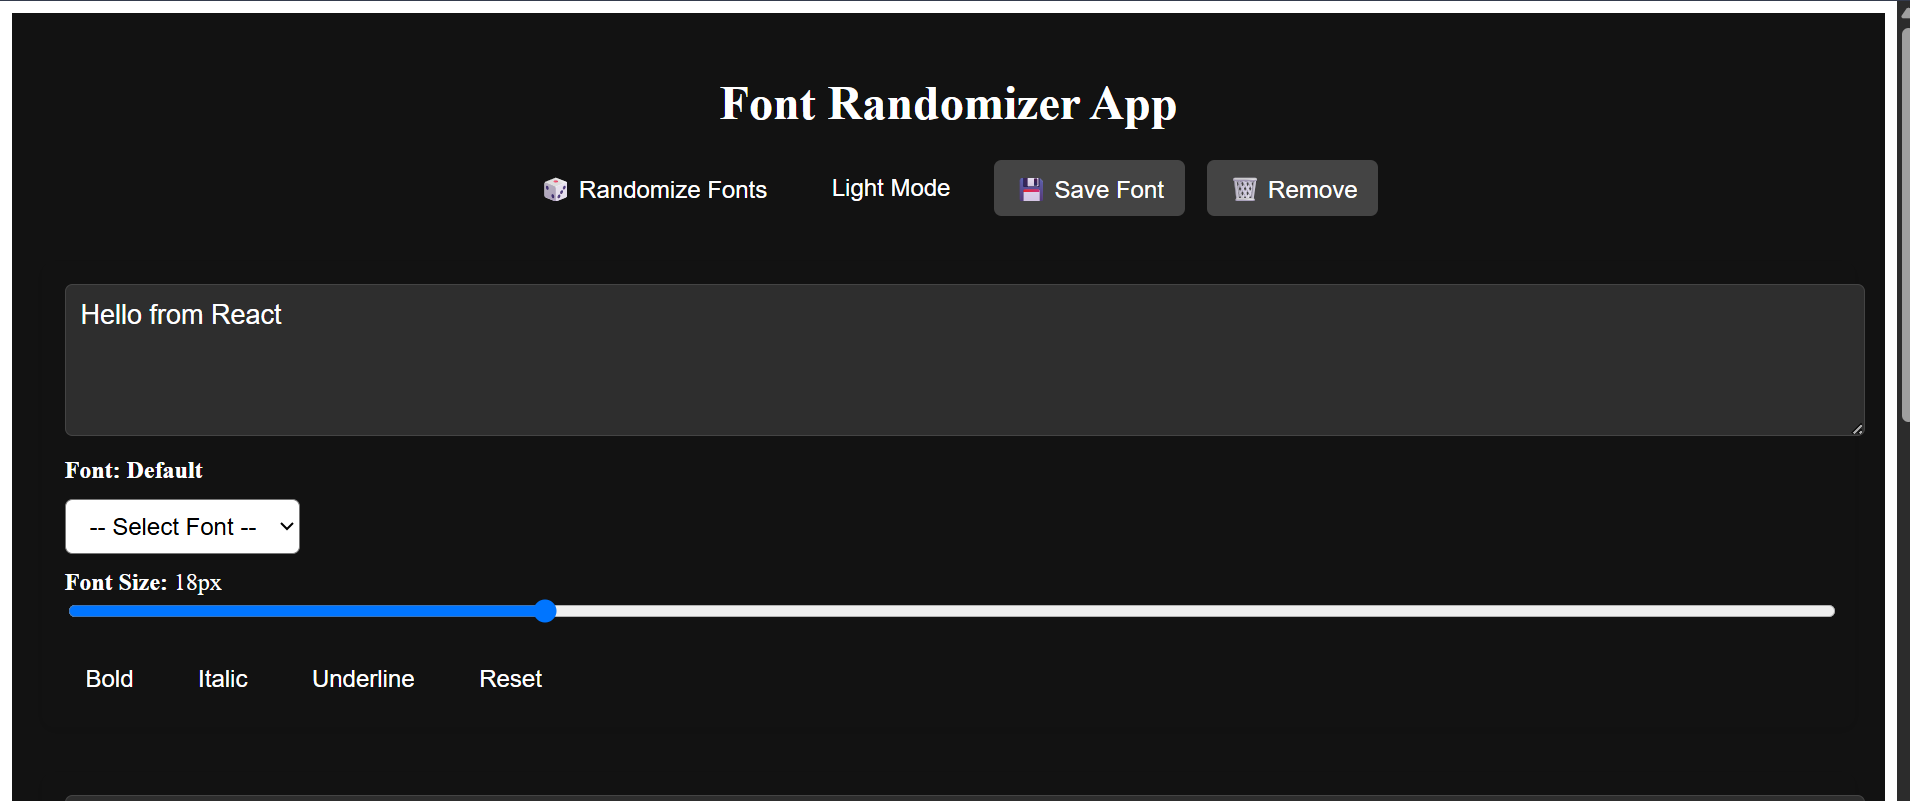 Font Randomizer App
🎲 Randomize Fonts Light Mode 💾 Save Font 🗑️ Remove
Hello from React
Font: Default
-- Select Font --
Font Size: 18px
Bold Italic Underline Reset